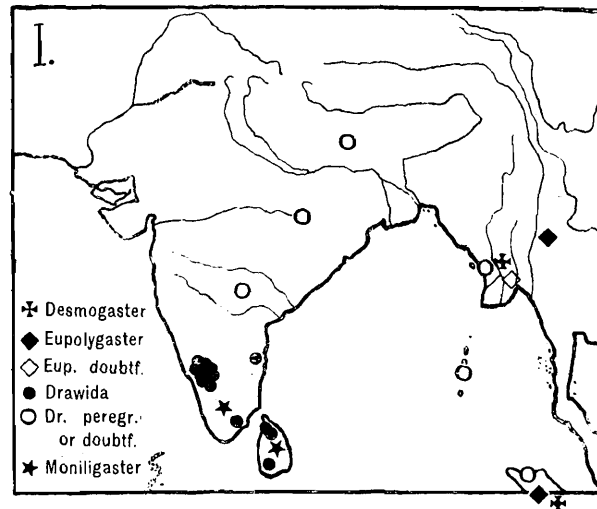 I.
Desmogaster
Eupolygaster
Eup. doubtf.
Drawida
Dr. peregr.
or doubtf.
Moniligaster